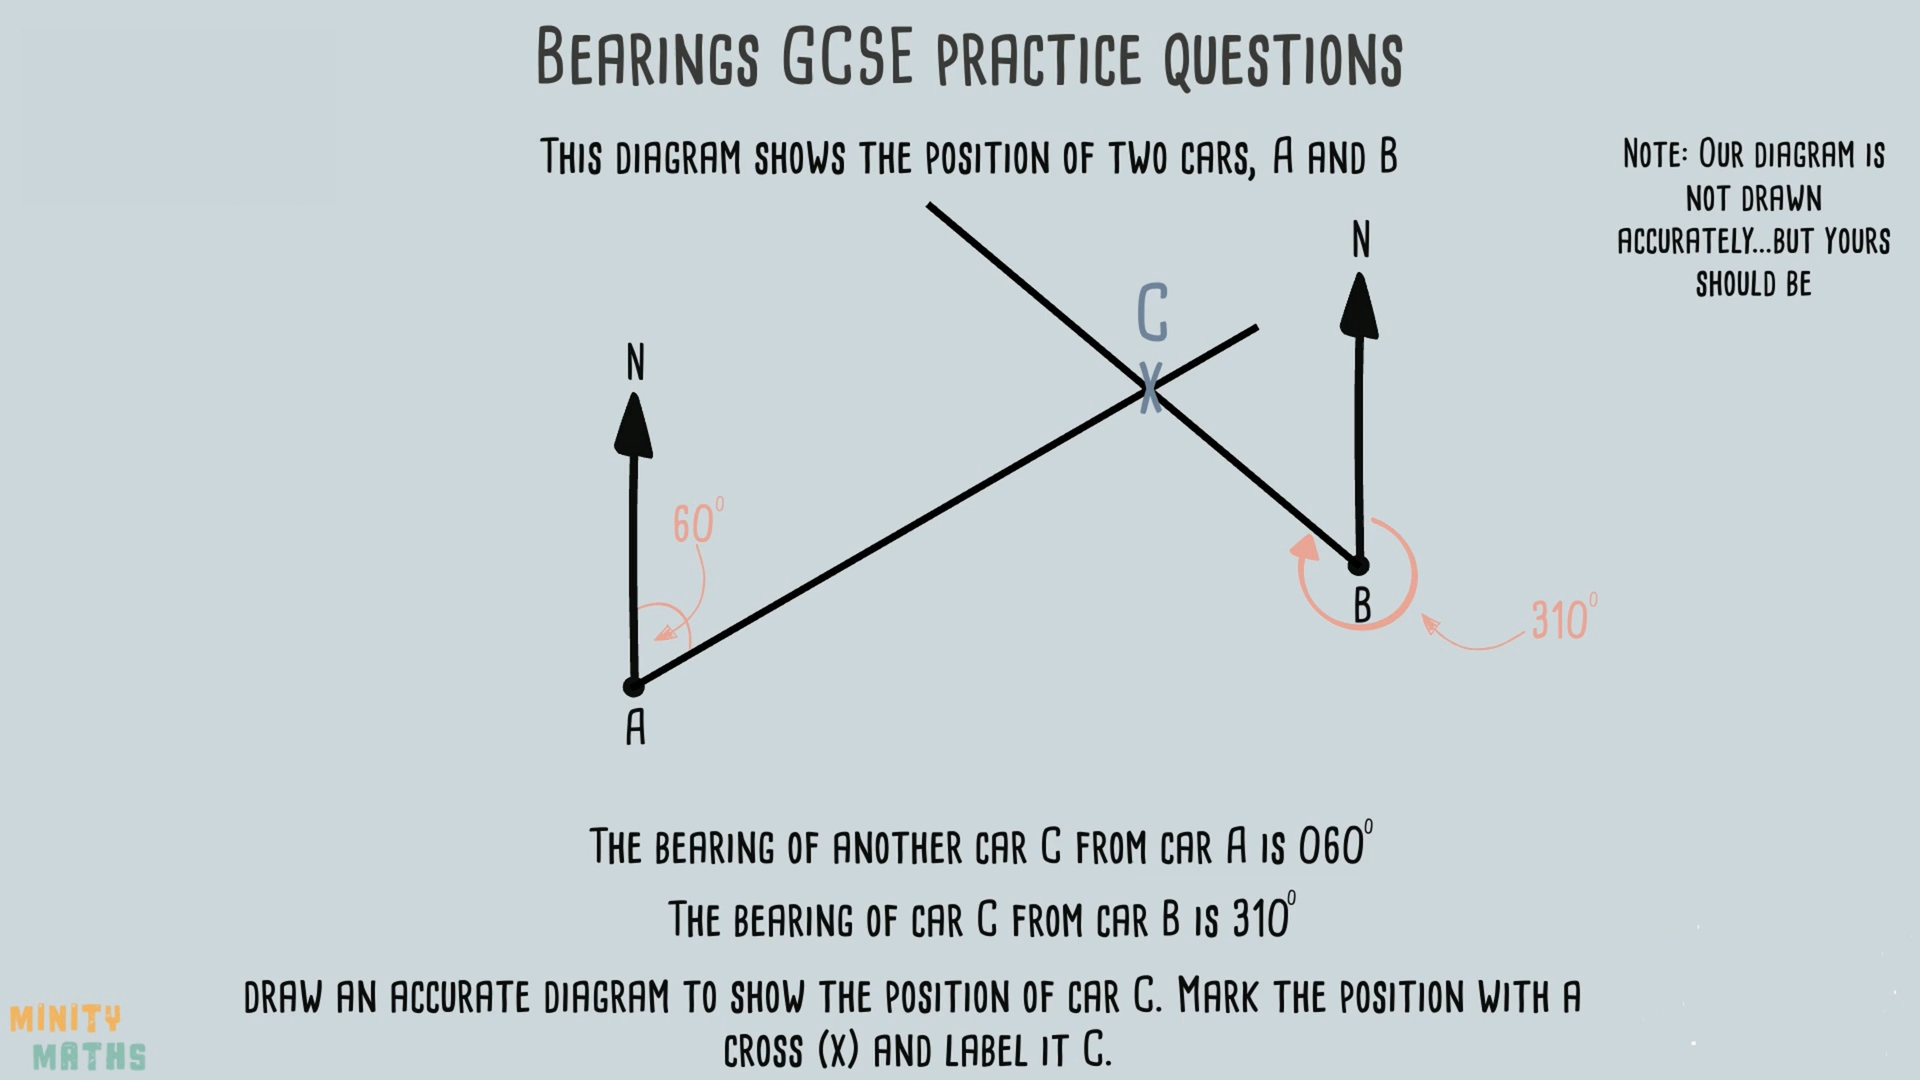 Bearings GCSE practice questions
This diagram shows the position of two cars, A and B
Note: Our diagram is
not drawn
accurately...but yours
should be
N
C
X
N
60°
B
310°
A
The bearing of another car C from car A is 060°
The bearing of car C from car B is 310°
draw an accurate diagram to show the position of car C. Mark the position with a
cross (x) and label it C.
MINITY
MATHS